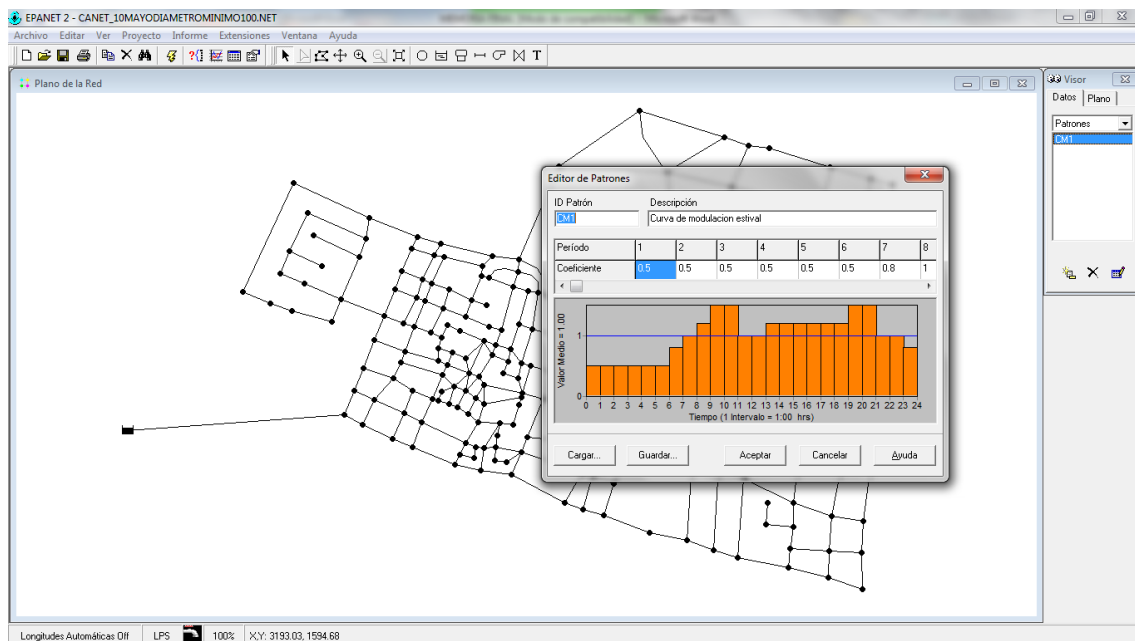 EPANET 2 - CANET_10MAYODIAMETROMINIMO100.NET
Archivo Editar Ver Proyecto Informe Extensiones Ventana Ayuda
T
Plano de la Red
Visor
Datos Plano
Patrones
CM1
Editor de Patrones
ID Patrón Descripción
CM1 Curva de modulacion estival
Período 1 2 3 4 5 6 7 8
Coeficiente 0.5 0.5 0.5 0.5 0.5 0.5 0.8 1
Valor Medio = 1.00
1
0
0 1 2 3 4 5 6 7 8 9 10 11 12 13 14 15 16 17 18 19 20 21 22 23 24
Tiempo (1 Intervalo = 1:00 hrs)
Cargar... Guardar... Aceptar Cancelar Ayuda
Longitudes Automáticas Off LPS 100% X,Y: 3193.03, 1594.68